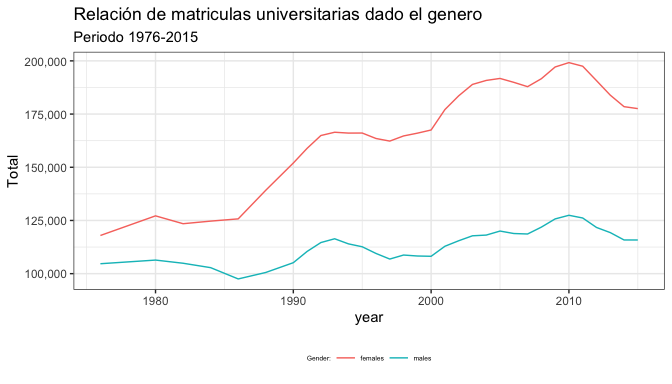 Relación de matriculas universitarias dado el genero
Periodo 1976-2015
Total
200,000
175,000
150,000
125,000
100,000
1980 1990 2000 2010
year
Gender: females males